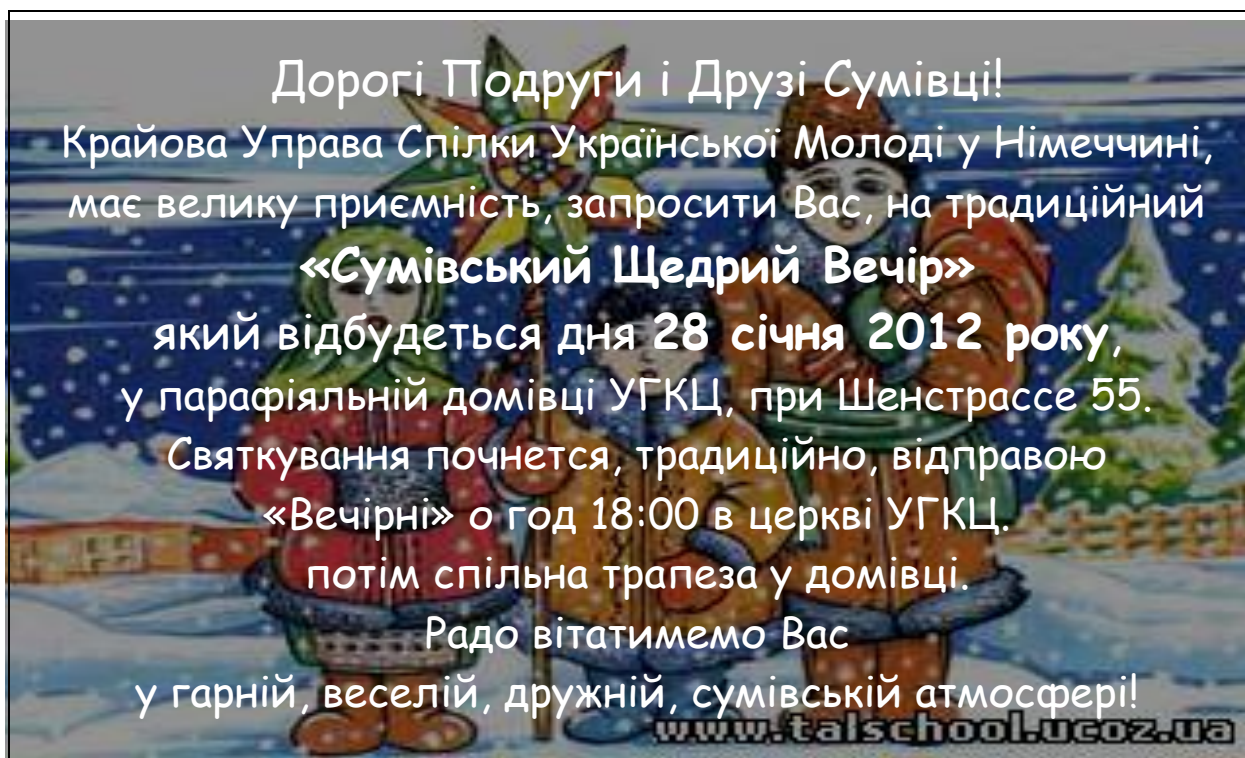 Дорогі Подруги і Друзі Сумівці!
Крайова Управа Спілки Української Молоді у Німеччині,
має велику приємність, запросити Вас, на традиційний
«Сумівський Щедрий Вечір»
який відбудеться дня 28 січня 2012 року,
у парафіяльній домівці УГКЦ, при Шенстрассе 55.
Святкування почнется, традиційно, відправою
«Вечірні» о год 18:00 в церкві УГКЦ.
потім спільна трапеза у домівці.
Радо вітатимемо Вас
у гарній, веселій, дружній, сумівській атмосфері!
www.talschool.ucoz.ua